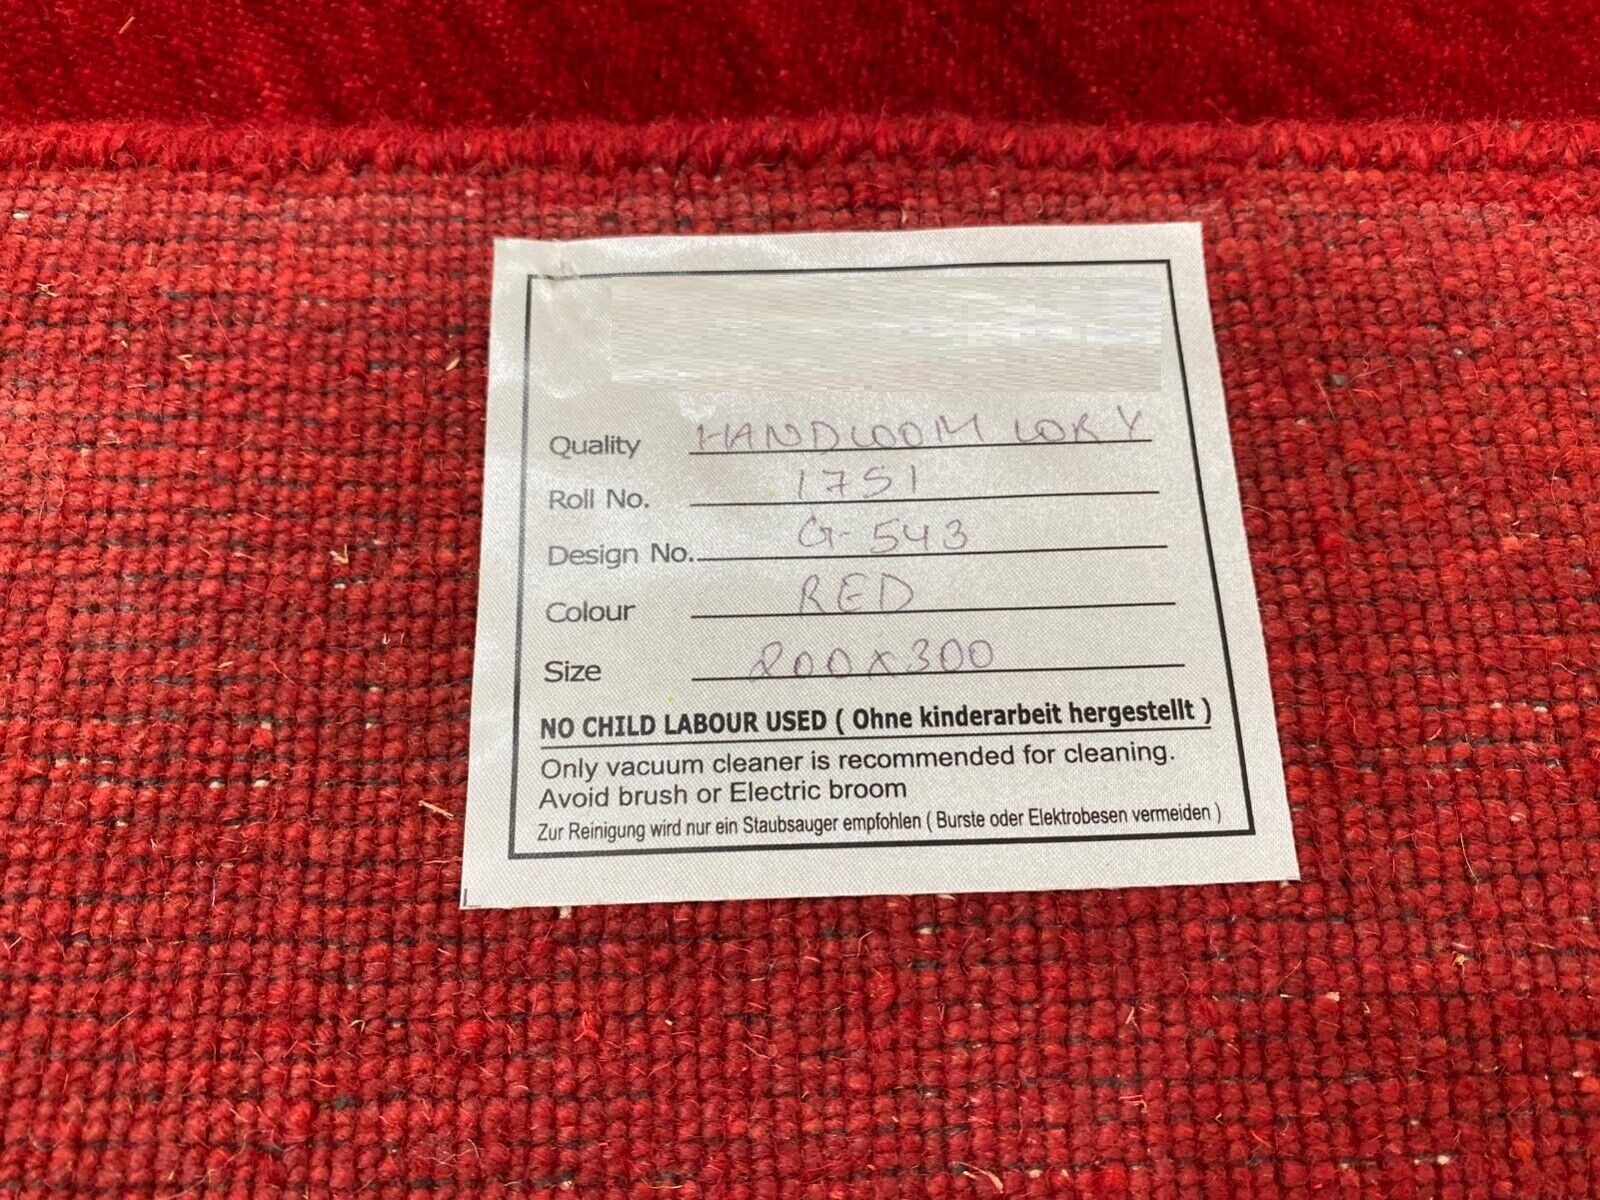 Quality HANDLOOM LORY
Roll No. 1751
Design No. G-543
Colour RED
Size 200X300
NO CHILD LABOUR USED ( Ohne kinderarbeit hergestellt )
Only vacuum cleaner is recommended for cleaning.
Avoid brush or Electric broom
Zur Reinigung wird nur ein Staubsauger empfohlen ( Burste oder Elektrobesen vermeiden )